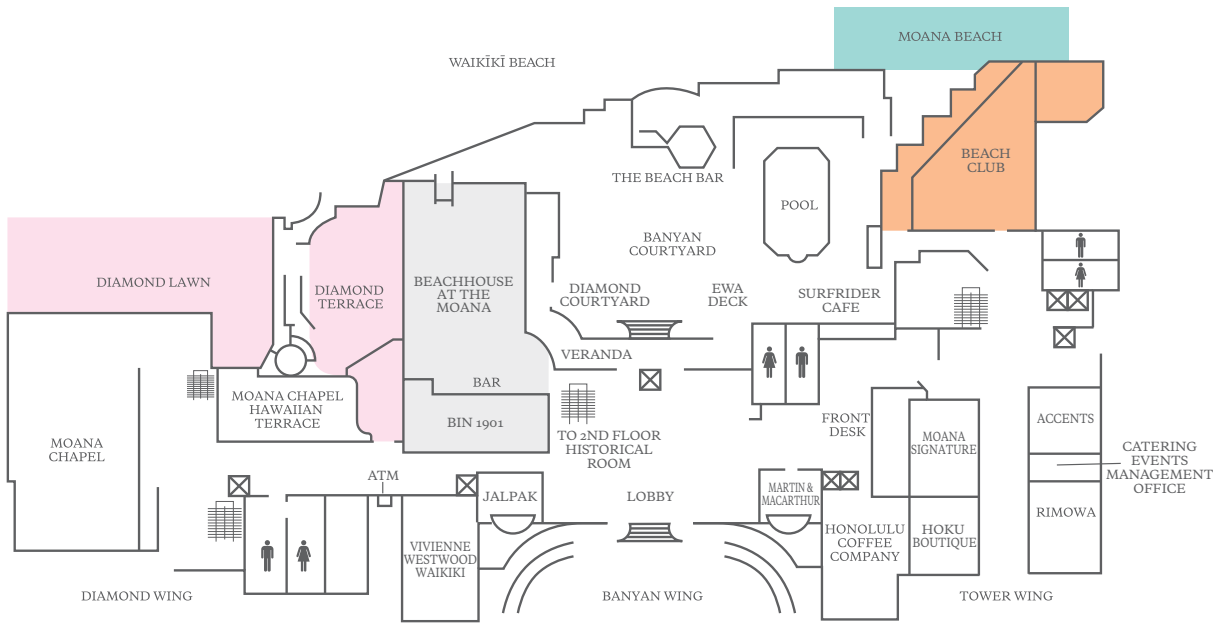 MOANA BEACH
WAIKĪKĪ BEACH
BEACH
CLUB
THE BEACH BAR
POOL
BANYAN
COURTYARD
DIAMOND LAWN
DIAMOND
TERRACE
BEACHHOUSE
AT THE
MOANA
DIAMOND
COURTYARD
EWA
DECK
SURFRIDER
CAFE
VERANDA
BAR
MOANA CHAPEL
HAWAIIAN
TERRACE
BIN 1901
FRONT
DESK
ACCENTS
MOANA
CHAPEL
TO 2ND FLOOR
HISTORICAL
ROOM
MOANA
SIGNATURE
CATERING
EVENTS
MANAGEMENT
OFFICE
ATM
JALPAK
LOBBY
MARTIN &
MACARTHUR
RIMOWA
VIVIENNE
WESTWOOD
WAIKIKI
HONOLULU
COFFEE
COMPANY
HOKU
BOUTIQUE
DIAMOND WING
BANYAN WING
TOWER WING